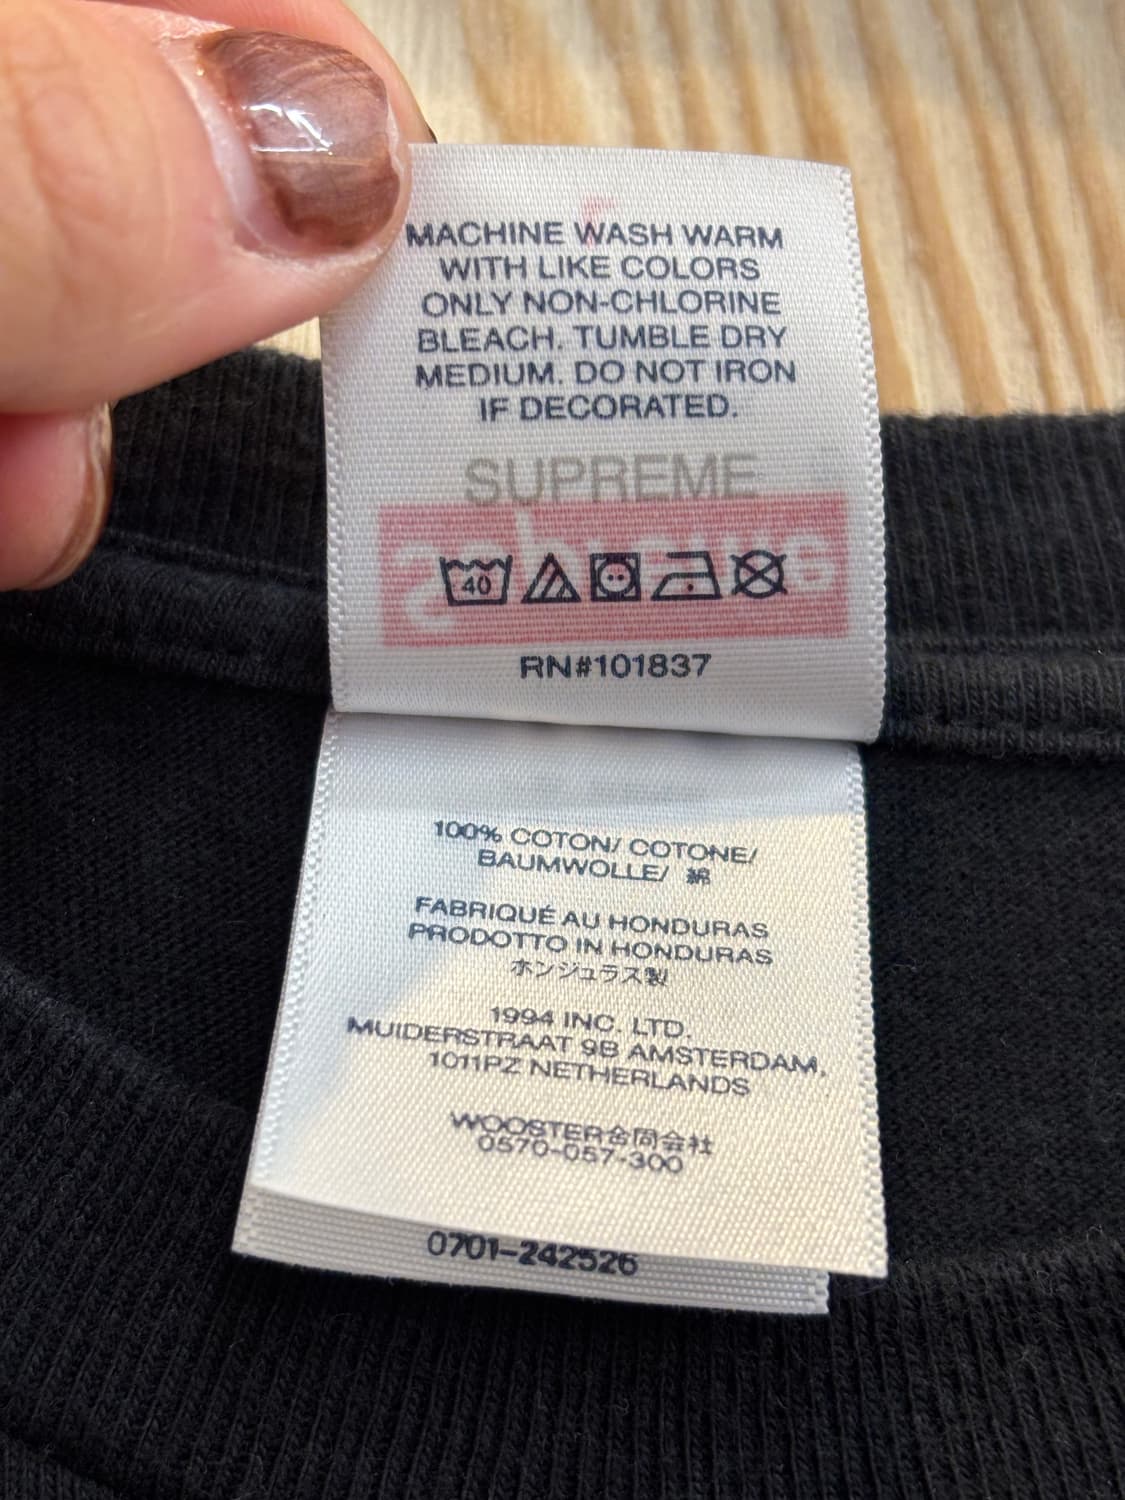 MACHINE WASH WARM
WITH LIKE COLORS
ONLY NON-CHLORINE
BLEACH. TUMBLE DRY
MEDIUM. DO NOT IRON
IF DECORATED.
SUPREME
40
RN#101837
100% COTON/ COTONE/
BAUMWOLLE/ 綿
FABRIQUÉ AU HONDURAS
PRODOTTO IN HONDURAS
ホンジュラス製
1994 INC. LTD.
MUIDERSTRAAT 9B AMSTERDAM,
1011PZ NETHERLANDS
WOOSTER合同会社
0570-057-300
0701-242526